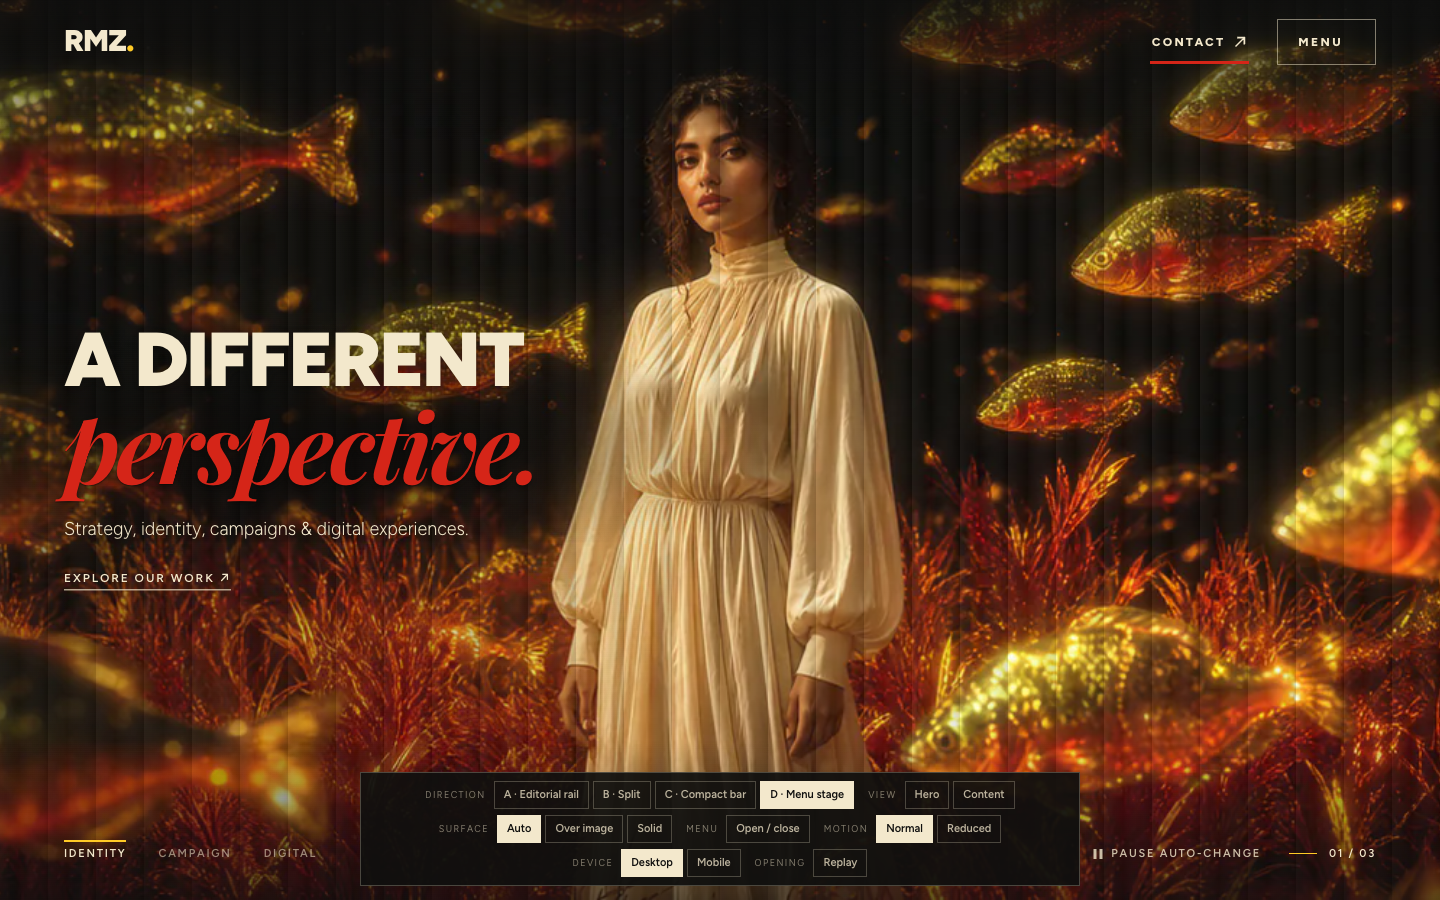 RMZ.
CONTACT ↗
MENU
A DIFFERENT
perspective.
Strategy, identity, campaigns & digital experiences.
EXPLORE OUR WORK ↗
DIRECTION A · Editorial rail B · Split C · Compact bar D · Menu stage VIEW Hero Content
SURFACE Auto Over image Solid MENU Open / close MOTION Normal Reduced
DEVICE Desktop Mobile OPENING Replay
IDENTITY CAMPAIGN DIGITAL
PAUSE AUTO-CHANGE 01 / 03